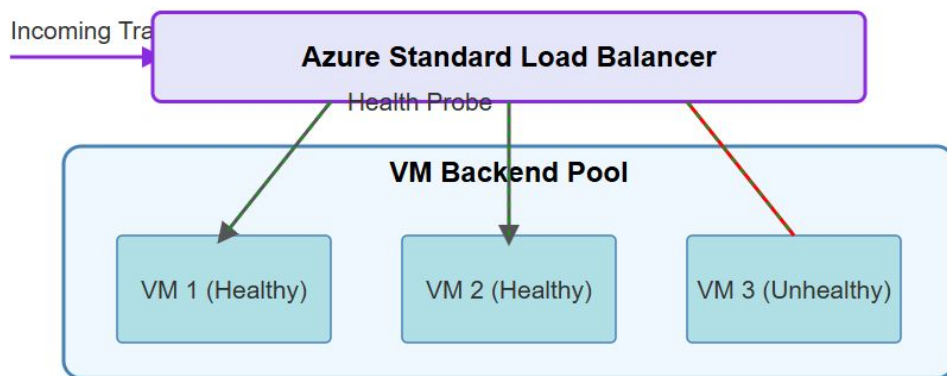 Incoming Tra
Azure Standard Load Balancer
Health Probe
VM Backend Pool
VM 1 (Healthy)
VM 2 (Healthy)
VM 3 (Unhealthy)